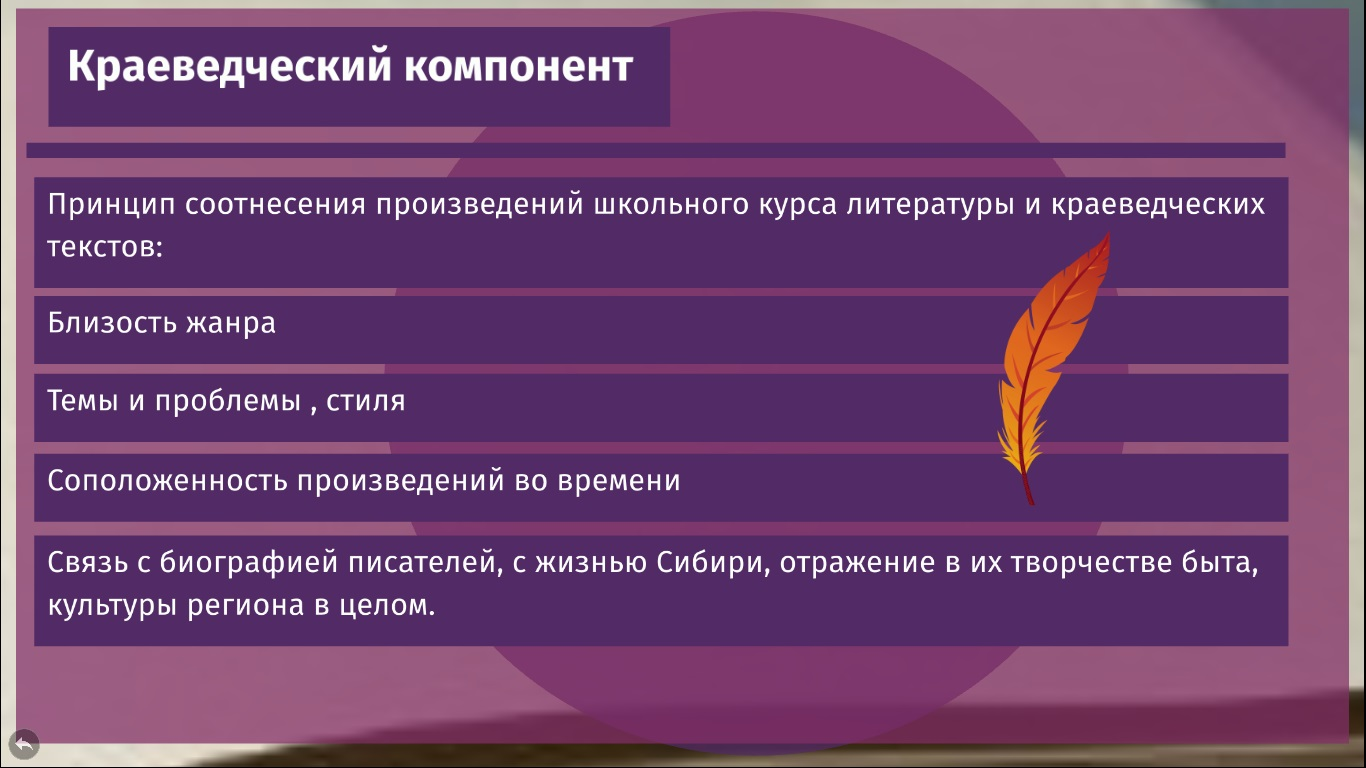 Краеведческий компонент
Принцип соотнесения произведений школьного курса литературы и краеведческих
текстов:
Близость жанра
Темы и проблемы , стиля
Соположенность произведений во времени
Связь с биографией писателей, с жизнью Сибири, отражение в их творчестве быта,
культуры региона в целом.